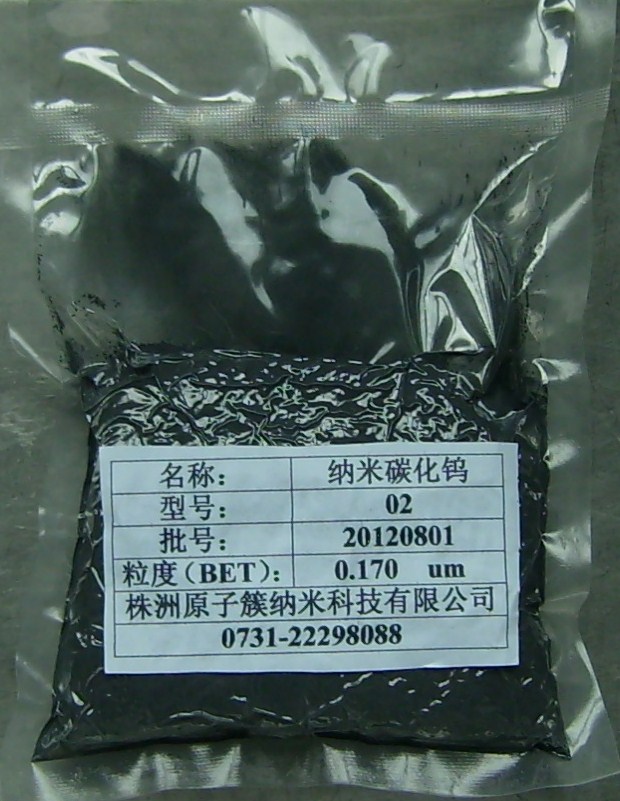 名称： 纳米碳化钨
型号： 02
批号： 20120801
粒度（BET）： 0.170 um
株洲原子簇纳米科技有限公司
0731-22298088